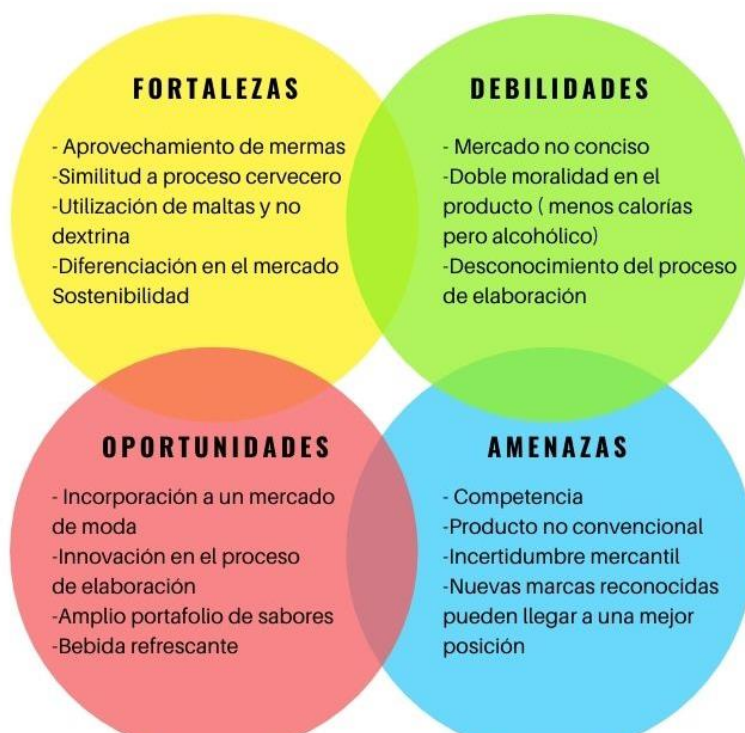 FORTALEZAS
- Aprovechamiento de mermas
-Similitud a proceso cervecero
-Utilización de maltas y no
dextrina
-Diferenciación en el mercado
Sostenibilidad
DEBILIDADES
- Mercado no conciso
-Doble moralidad en el
producto ( menos calorías
pero alcohólico)
-Desconocimiento del proceso
de elaboración
OPORTUNIDADES
- Incorporación a un mercado
de moda
-Innovación en el proceso
de elaboración
-Amplio portafolio de sabores
-Bebida refrescante
AMENAZAS
- Competencia
-Producto no convencional
-Incertidumbre mercantil
-Nuevas marcas reconocidas
pueden llegar a una mejor
posición